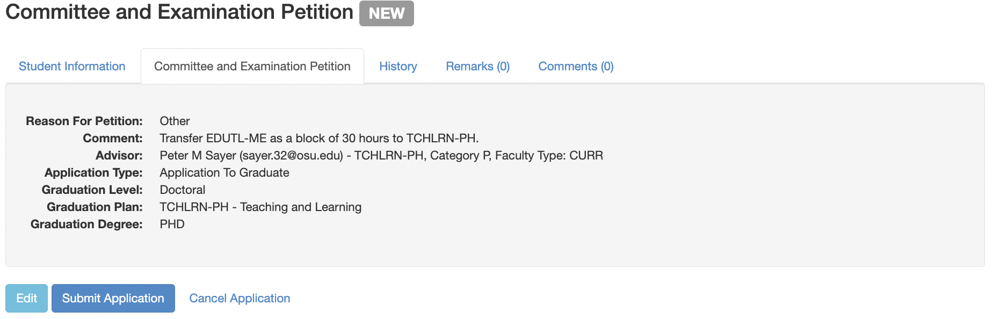 Committee and Examination Petition NEW
Student Information Committee and Examination Petition History Remarks (0) Comments (0)
Reason For Petition: Other
Comment: Transfer EDUTL-ME as a block of 30 hours to TCHLRN-PH.
Advisor: Peter M Sayer (sayer.32@osu.edu) - TCHLRN-PH, Category P, Faculty Type: CURR
Application Type: Application To Graduate
Graduation Level: Doctoral
Graduation Plan: TCHLRN-PH - Teaching and Learning
Graduation Degree: PHD
Edit Submit Application Cancel Application